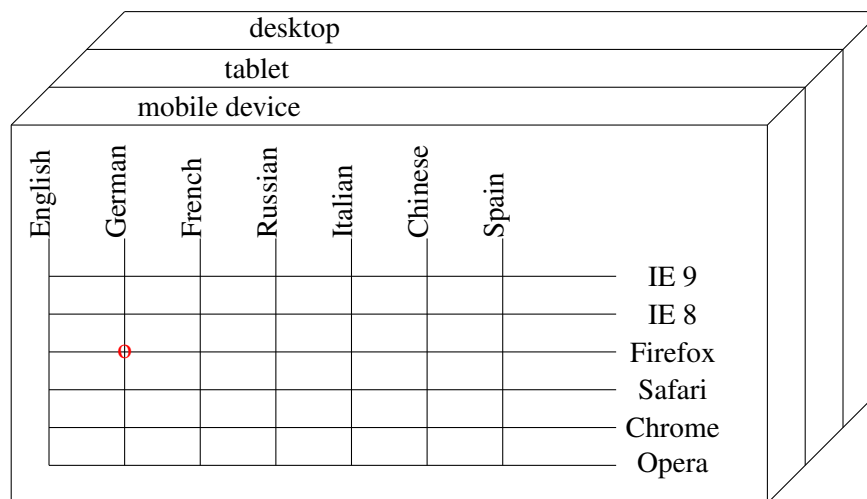 desktop
tablet
mobile device
English
German
French
Russian
Italian
Chinese
Spain
IE 9
IE 8
Firefox
Safari
Chrome
Opera